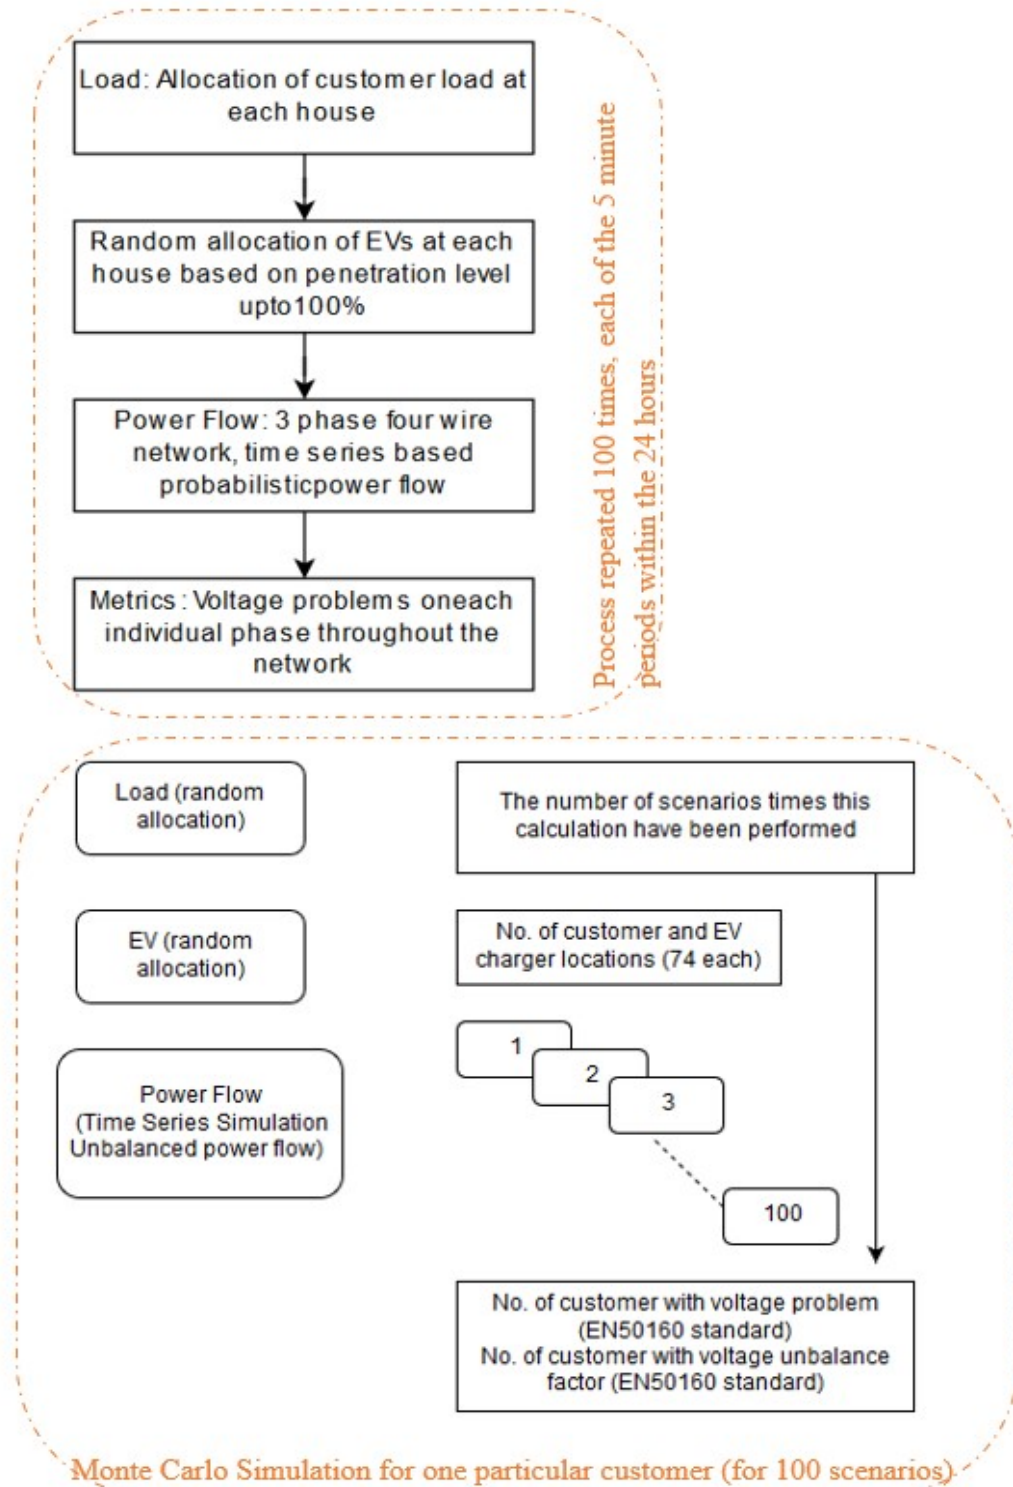 Load: Allocation of customer load at
each house
Random allocation of EVs at each
house based on penetration level
upto100%
Power Flow: 3 phase four wire
network, time series based
probabilisticpower flow
Metrics: Voltage problems oneach
individual phase throughout the
network
Process repeated 100 times, each of the 5 minute
periods within the 24 hours
Load (random
allocation)
EV (random
allocation)
Power Flow
(Time Series Simulation
Unbalanced power flow)
The number of scenarios times this
calculation have been performed
No. of customer and EV
charger locations (74 each)
1
2
3
100
No. of customer with voltage problem
(EN50160 standard)
No. of customer with voltage unbalance
factor (EN50160 standard)
Monte Carlo Simulation for one particular customer (for 100 scenarios)